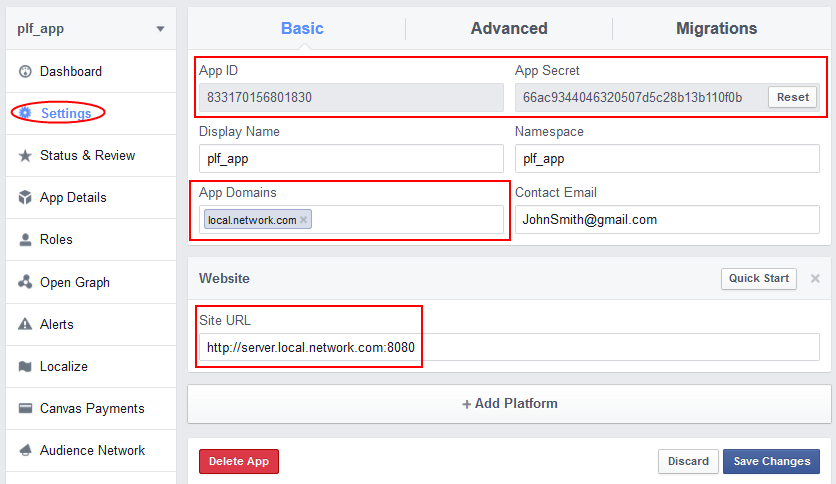 plf_app
Dashboard
Settings
Status & Review
App Details
Roles
Open Graph
Alerts
Localize
Canvas Payments
Audience Network
Basic
Advanced
Migrations
App ID
App Secret
833170156801830
66ac9344046320507d5c28b13b110f0b
Reset
Display Name
Namespace
plf_app
plf_app
App Domains
Contact Email
local.network.com ×
JohnSmith@gmail.com
Website
Quick Start
×
Site URL
http://server.local.network.com:8080
+ Add Platform
Delete App
Discard
Save Changes